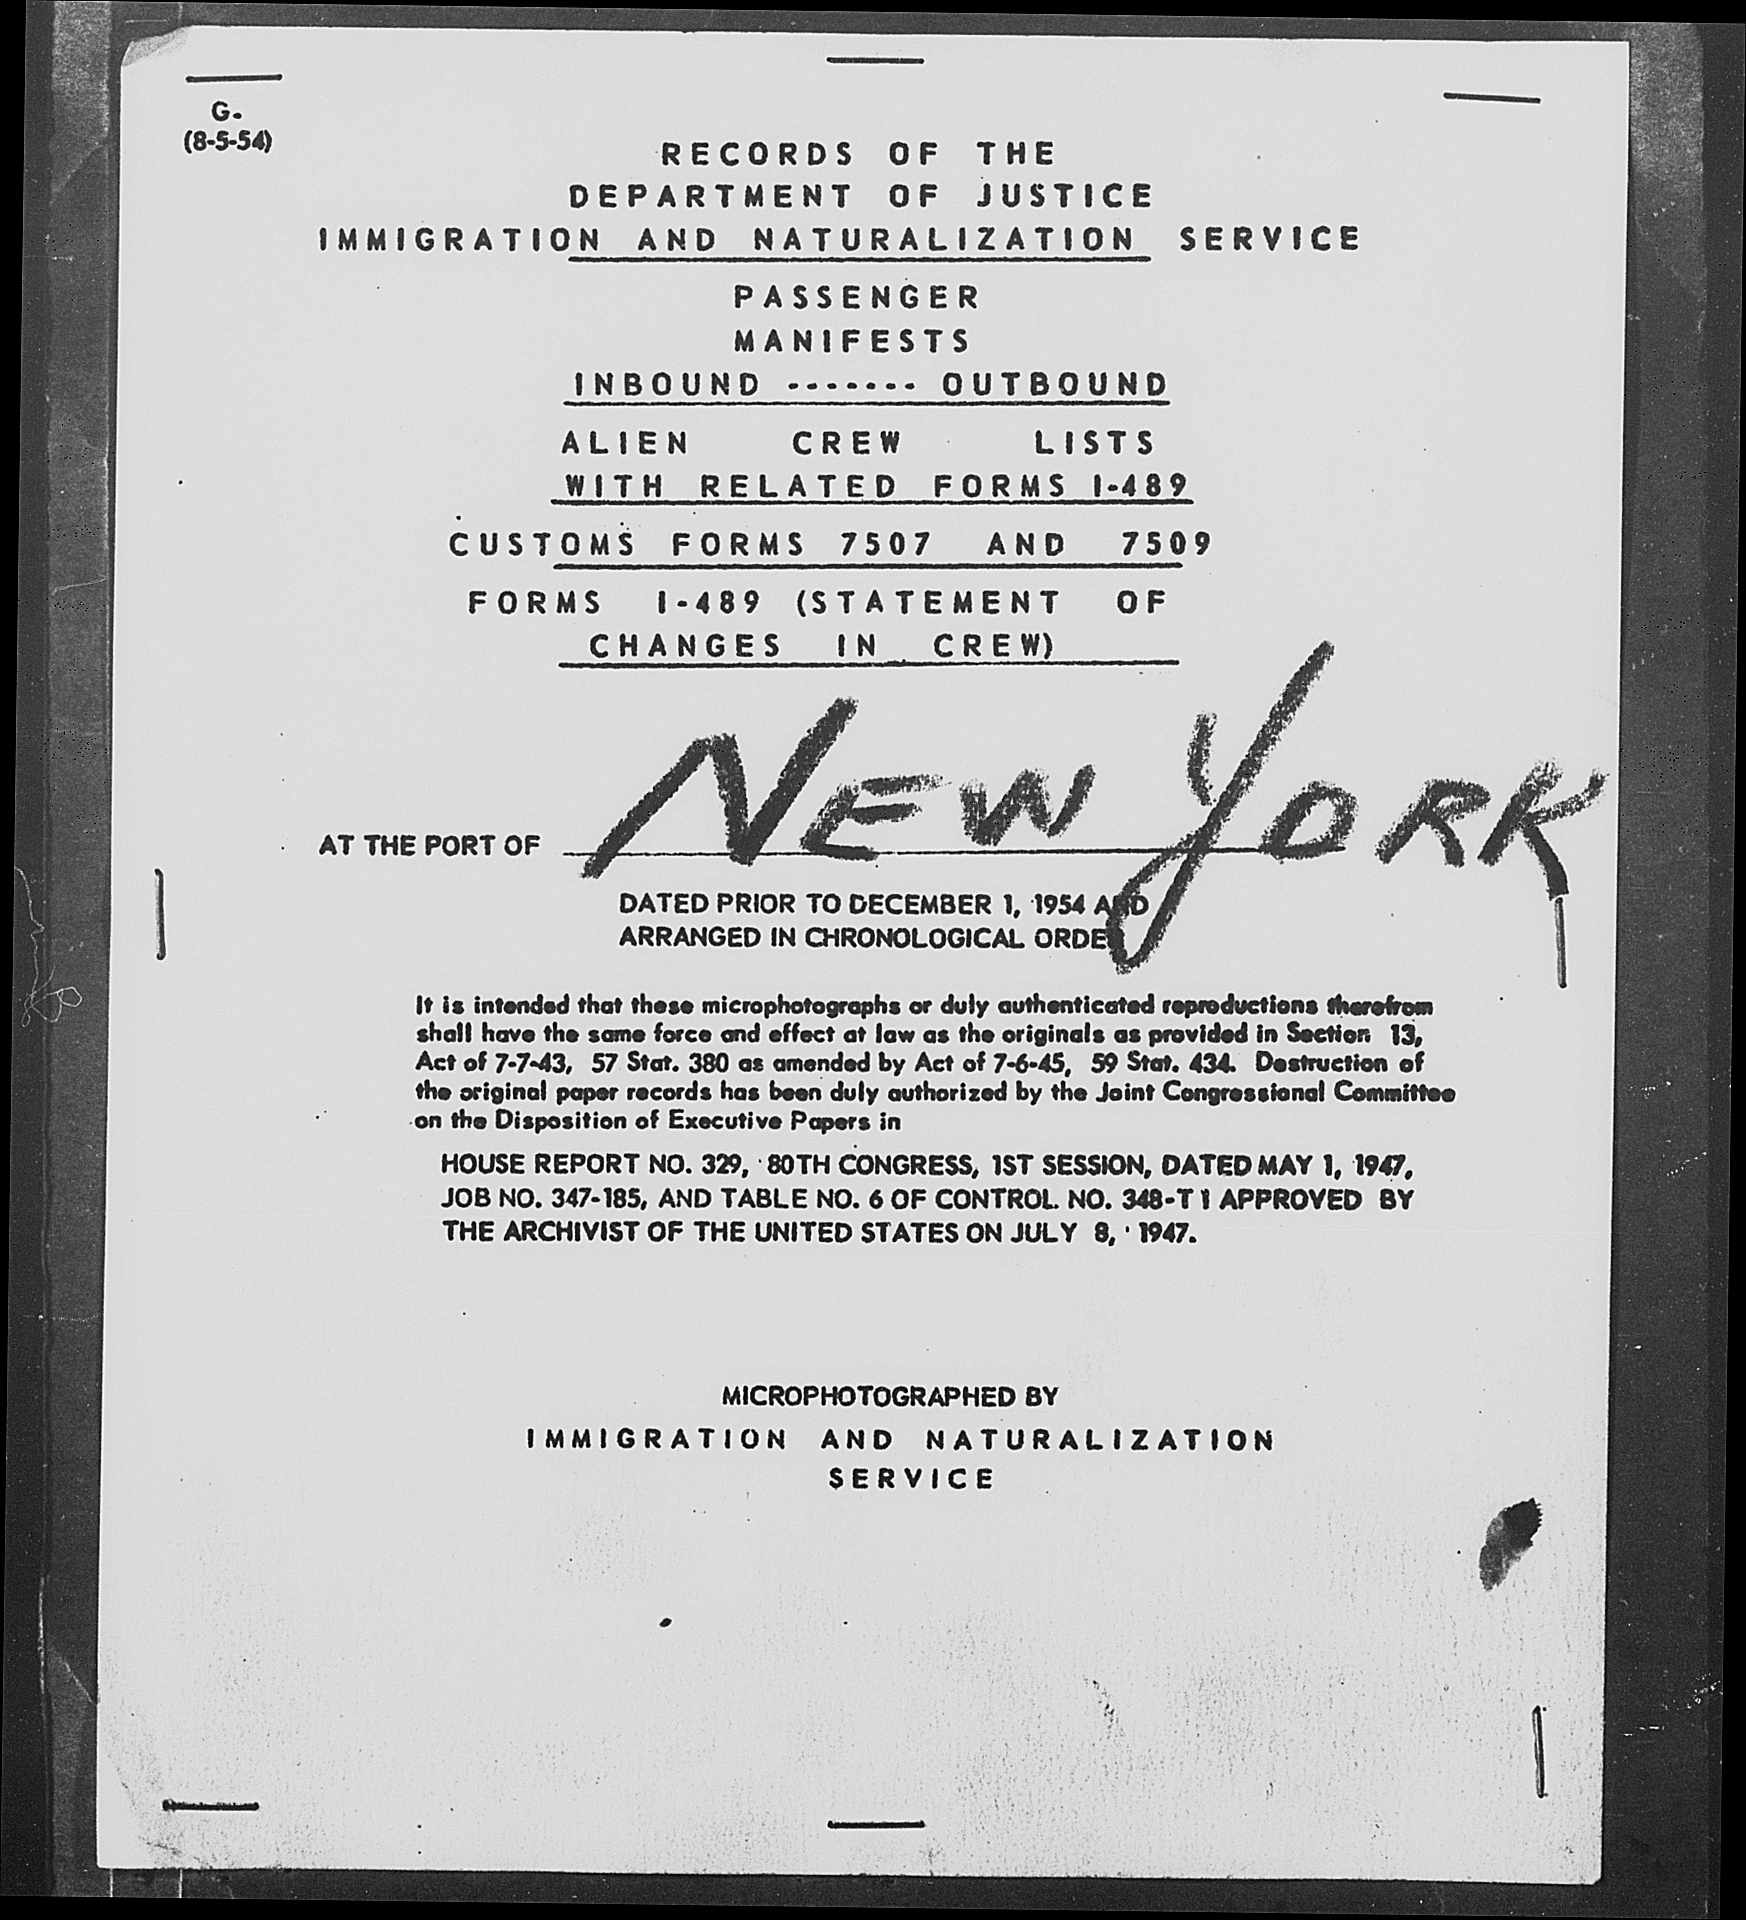 G.
(8-5-54)
RECORDS OF THE
DEPARTMENT OF JUSTICE
IMMIGRATION AND NATURALIZATION SERVICE
PASSENGER
MANIFESTS
INBOUND ------- OUTBOUND
ALIEN CREW LISTS
WITH RELATED FORMS I-489
CUSTOMS FORMS 7507 AND 7509
FORMS I-489 (STATEMENT OF
CHANGES IN CREW)
AT THE PORT OF NEW YORK
DATED PRIOR TO DECEMBER 1, 1954 AND
ARRANGED IN CHRONOLOGICAL ORDER
It is intended that these microphotographs or duly authenticated reproductions therefrom
shall have the same force and effect at law as the originals as provided in Section 13,
Act of 7-7-43, 57 Stat. 380 as amended by Act of 7-6-45, 59 Stat. 434. Destruction of
the original paper records has been duly authorized by the Joint Congressional Committee
on the Disposition of Executive Papers in
HOUSE REPORT NO. 329, 80TH CONGRESS, 1ST SESSION, DATED MAY 1, 1947,
JOB NO. 347-185, AND TABLE NO. 6 OF CONTROL NO. 348-T1 APPROVED BY
THE ARCHIVIST OF THE UNITED STATES ON JULY 8, 1947.
MICROPHOTOGRAPHED BY
IMMIGRATION AND NATURALIZATION
SERVICE